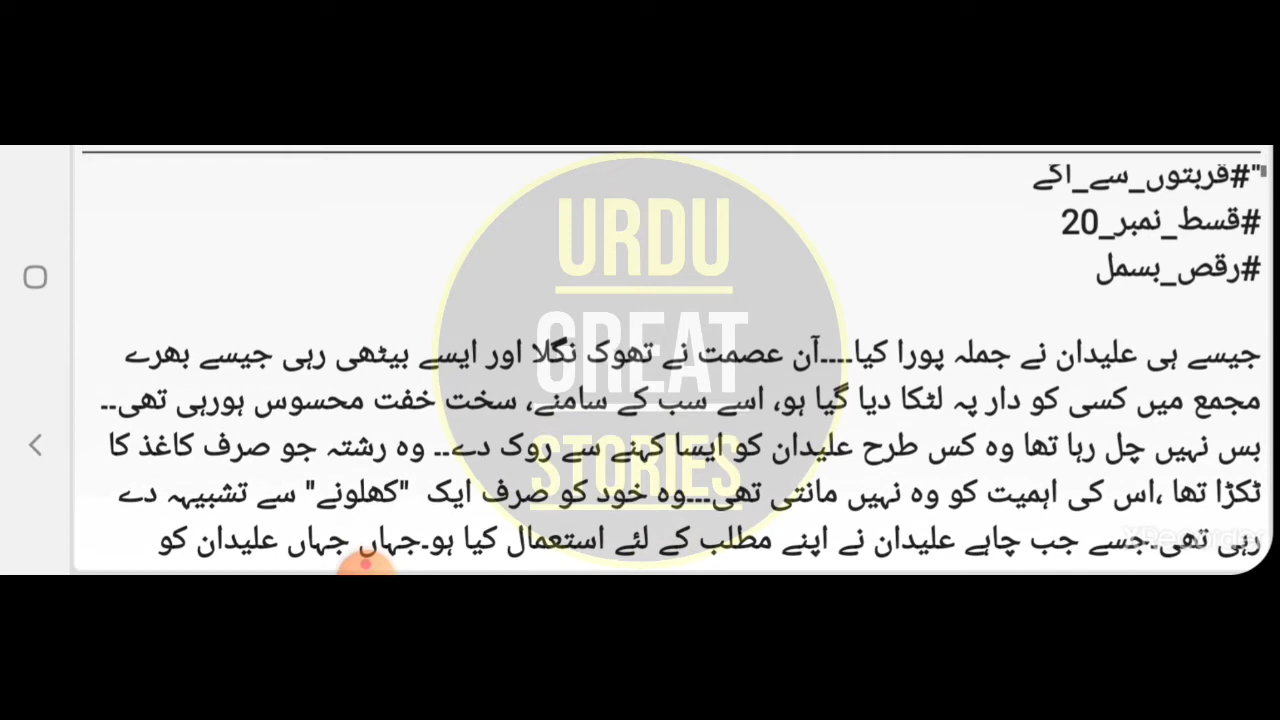 "#قربتوں_سے_آگے
#قسط_نمبر_20
#رقص_بسمل
جیسے ہی علیدان نے جملہ پورا کیا۔۔۔۔آن عصمت نے تھوک نگلا اور ایسے بیٹھی رہی جیسے بھرے
مجمع میں کسی کو دار پہ لٹکا دیا گیا ہو، اسے سب کے سامنے، سخت خفت محسوس ہورہی تھی۔۔
بس نہیں چل رہا تھا وہ کس طرح علیدان کو ایسا کہنے سے روک دے۔۔ وہ رشتہ جو صرف کاغذ کا
ٹکڑا تھا ،اس کی اہمیت کو وہ نہیں مانتی تھی۔۔۔وہ خود کو صرف ایک "کھلونے" سے تشبیہہ دے
رہی تھی۔جسے جب چاہے علیدان نے اپنے مطلب کے لئے استعمال کیا ہو۔جہاں جہاں علیدان کو
URDU
GREAT
STORIES
XRecorder